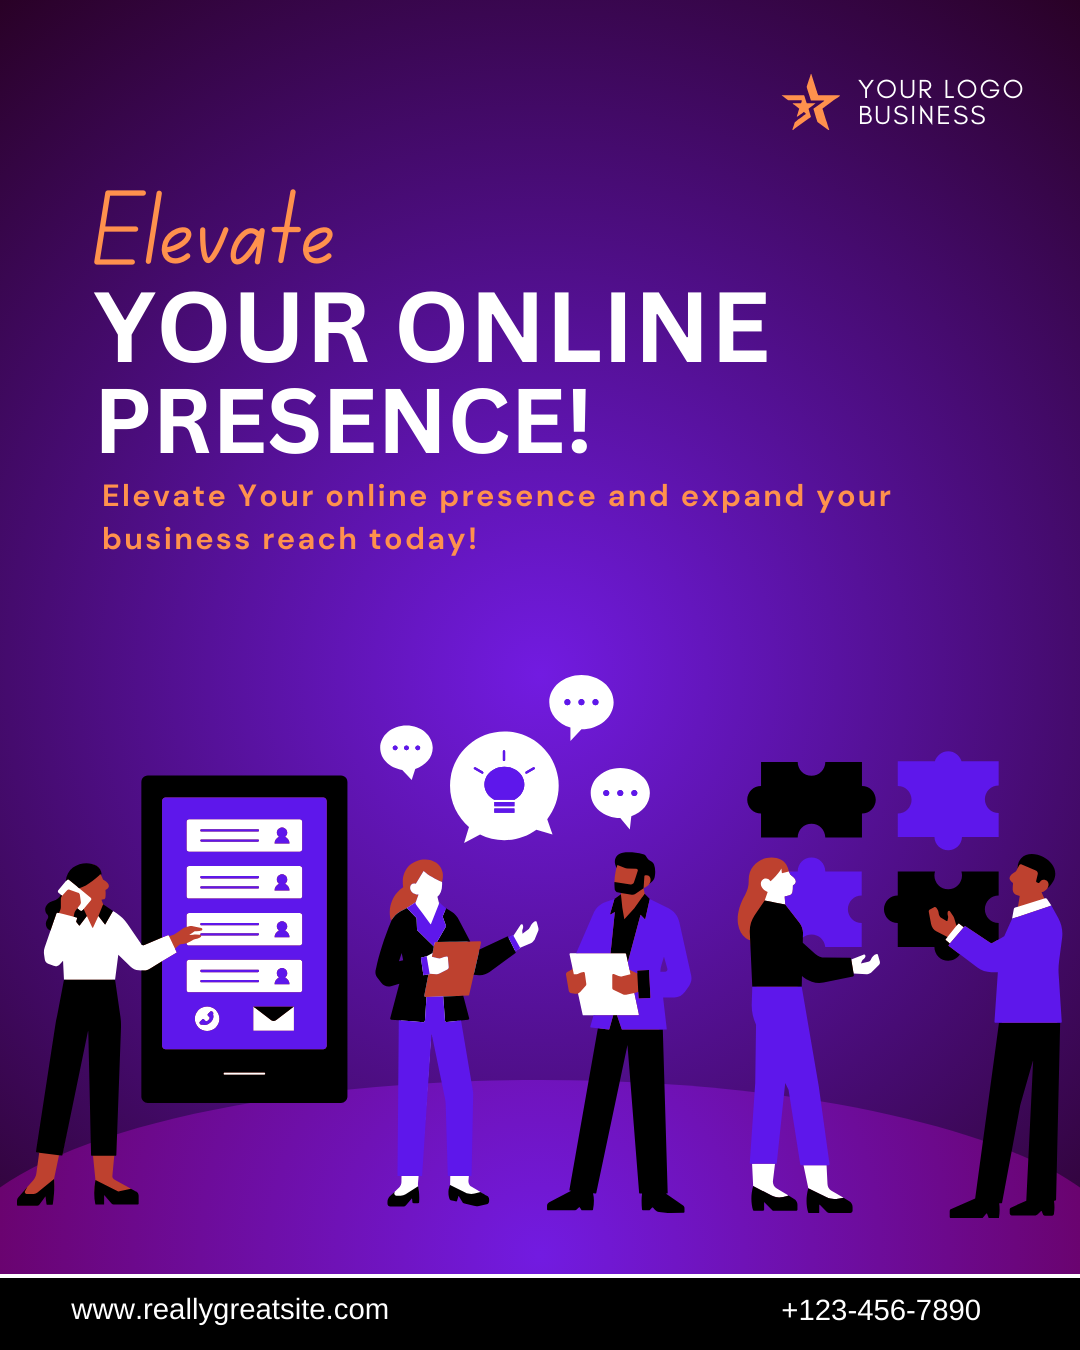 YOUR LOGO
BUSINESS
Elevate
YOUR ONLINE
PRESENCE!
Elevate Your online presence and expand your
business reach today!
www.reallygreatsite.com
+123-456-7890